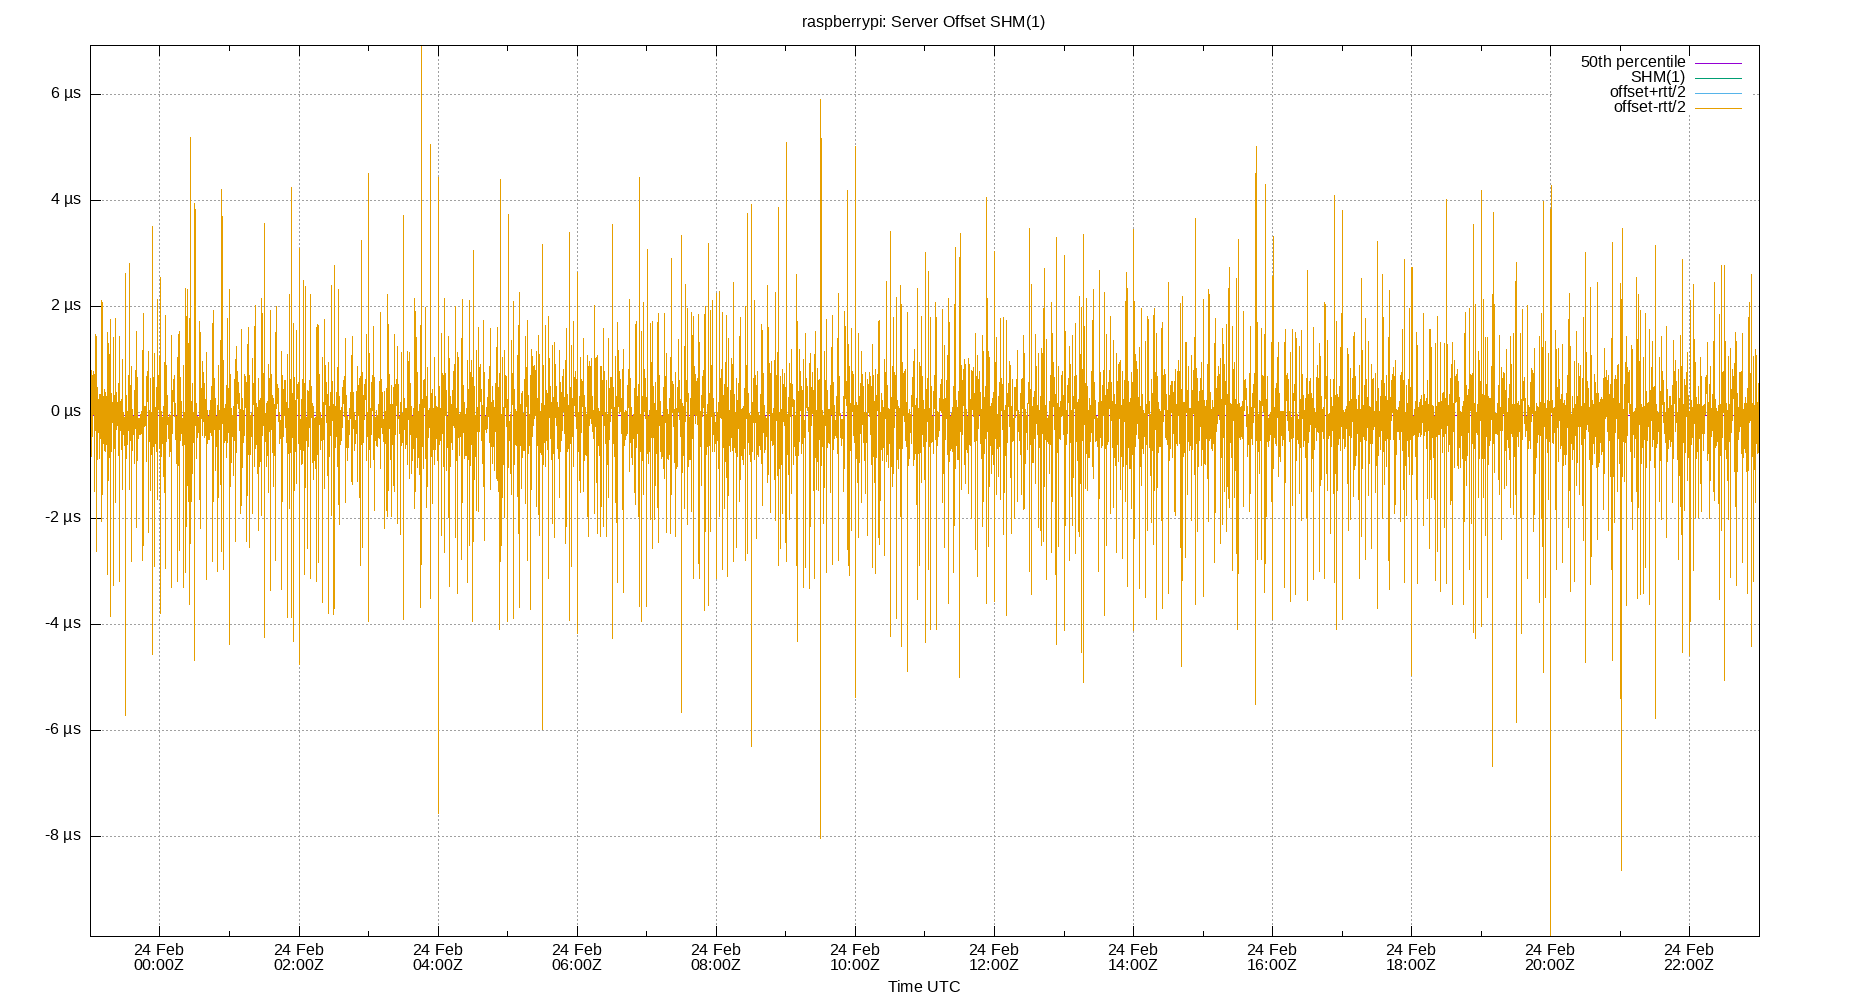 raspberrypi: Server Offset SHM(1)
50th percentile
SHM(1)
offset+rtt/2
offset-rtt/2
6 µs
4 µs
2 µs
0 µs
-2 µs
-4 µs
-6 µs
-8 µs
24 Feb 24 Feb 24 Feb 24 Feb 24 Feb 24 Feb 24 Feb 24 Feb 24 Feb 24 Feb 24 Feb 24 Feb
00:00Z 02:00Z 04:00Z 06:00Z 08:00Z 10:00Z 12:00Z 14:00Z 16:00Z 18:00Z 20:00Z 22:00Z
Time UTC